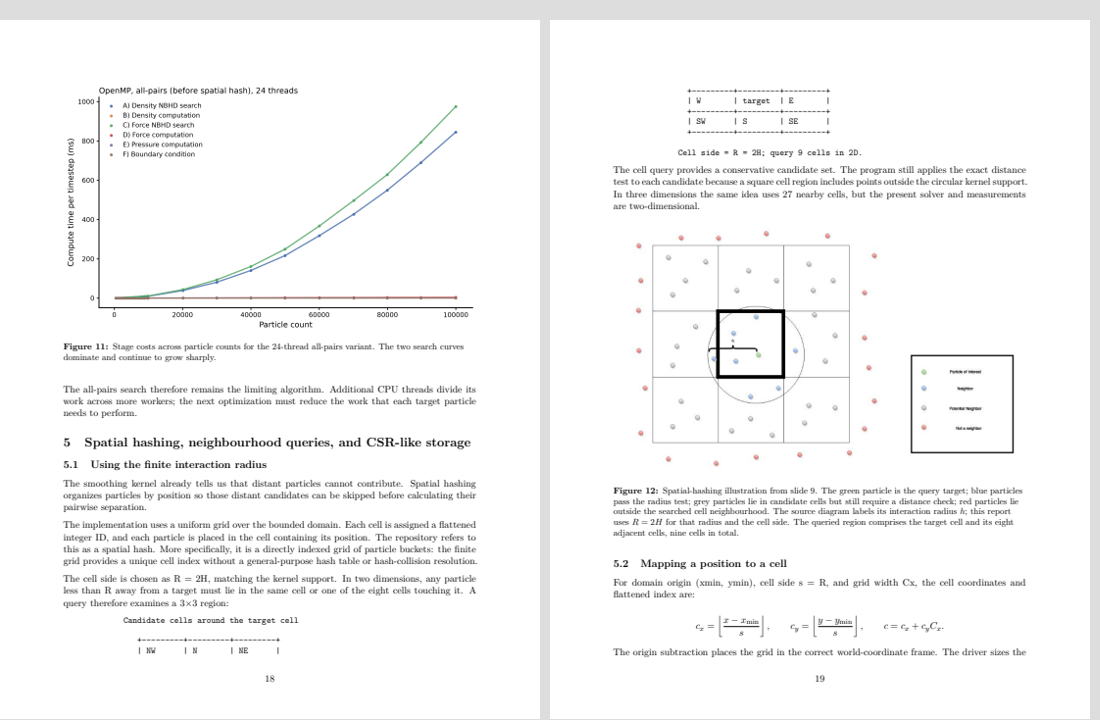 OpenMP, all-pairs (before spatial hash), 24 threads
1000
800
600
400
200
0
Compute time per timestep (ms)
A) Density NBHD search
B) Density computation
C) Force NBHD search
D) Force computation
E) Pressure computation
F) Boundary condition
0 20000 40000 60000 80000 100000
Particle count
Figure 11: Stage costs across particle counts for the 24-thread all-pairs variant. The two search curves
dominate and continue to grow sharply.
The all-pairs search therefore remains the limiting algorithm. Additional CPU threads divide its
work across more workers; the next optimization must reduce the work that each target particle
needs to perform.
5 Spatial hashing, neighbourhood queries, and CSR-like storage
5.1 Using the finite interaction radius
The smoothing kernel already tells us that distant particles cannot contribute. Spatial hashing
organizes particles by position so those distant candidates can be skipped before calculating their
pairwise separation.
The implementation uses a uniform grid over the bounded domain. Each cell is assigned a flattened
integer ID, and each particle is placed in the cell containing its position. The repository refers to
this as a spatial hash. More specifically, it is a directly indexed grid of particle buckets: the finite
grid provides a unique cell index without a general-purpose hash table or hash-collision resolution.
The cell side is chosen as R = 2H, matching the kernel support. In two dimensions, any particle
less than R away from a target must lie in the same cell or one of the eight cells touching it. A
query therefore examines a 3×3 region:
Candidate cells around the target cell
+--------+--------+--------+
| NW | N | NE |
18
+--------+--------+--------+
| W | target | E |
+--------+--------+--------+
| SW | S | SE |
+--------+--------+--------+
Cell side = R = 2H; query 9 cells in 2D.
The cell query provides a conservative candidate set. The program still applies the exact distance
test to each candidate because a square cell region includes points outside the circular kernel support.
In three dimensions the same idea uses 27 nearby cells, but the present solver and measurements
are two-dimensional.
h
Particle of interest
Neighbor
Potential Neighbor
Not a neighbor
Figure 12: Spatial-hashing illustration from slide 9. The green particle is the query target; blue particles
pass the radius test; grey particles lie in candidate cells but still require a distance check; red particles lie
outside the searched cell neighbourhood. The source diagram labels its interaction radius h; this report
uses R = 2H for that radius and the cell side. The queried region comprises the target cell and its eight
adjacent cells, nine cells in total.
5.2 Mapping a position to a cell
For domain origin (xmin, ymin), cell side s = R, and grid width Cx, the cell coordinates and
flattened index are:
c_x = ⌊(x − x_min)/s⌋, c_y = ⌊(y − y_min)/s⌋, c = c_x + c_y C_x.
The origin subtraction places the grid in the correct world-coordinate frame. The driver sizes the
19